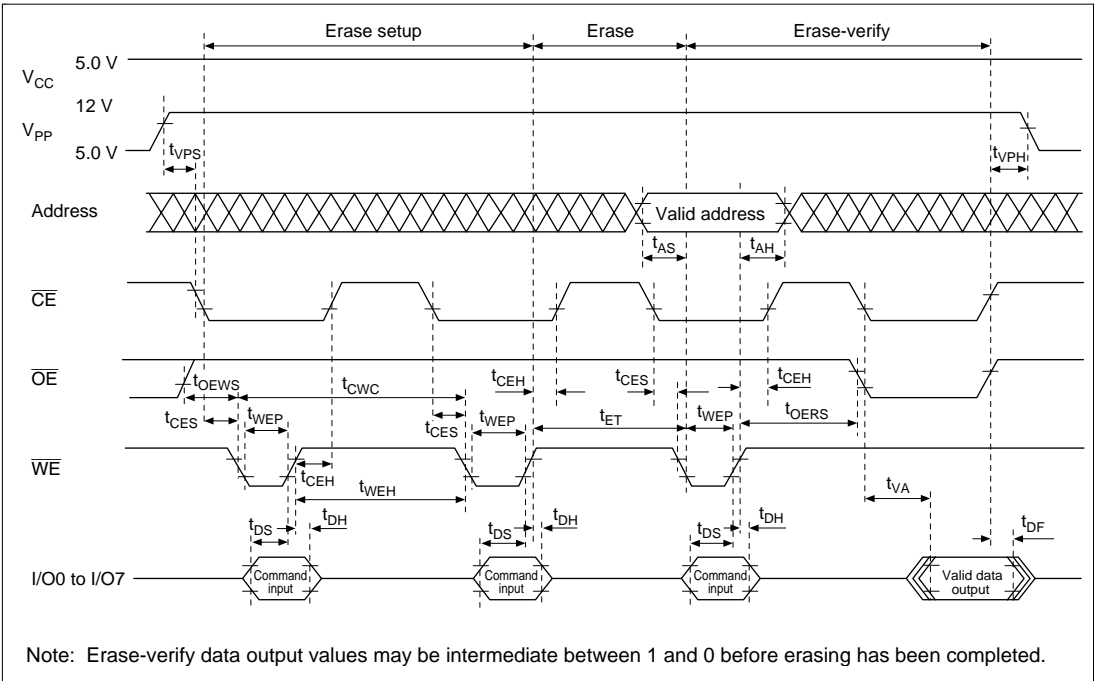 Erase setup Erase Erase-verify
5.0 V
VCC
12 V
VPP
5.0 V
tVPS tVPH
Address Valid address
tAS tAH
CE
OE
tOEWS tCWC tCEH tCES tCEH
tCES tWEP tCES tWEP tET tWEP tOERS
WE
tCEH tWEH tVA
tDS tDH tDS tDH tDS tDH tDF
I/O0 to I/O7 Command input Command input Command input Valid data output
Note: Erase-verify data output values may be intermediate between 1 and 0 before erasing has been completed.